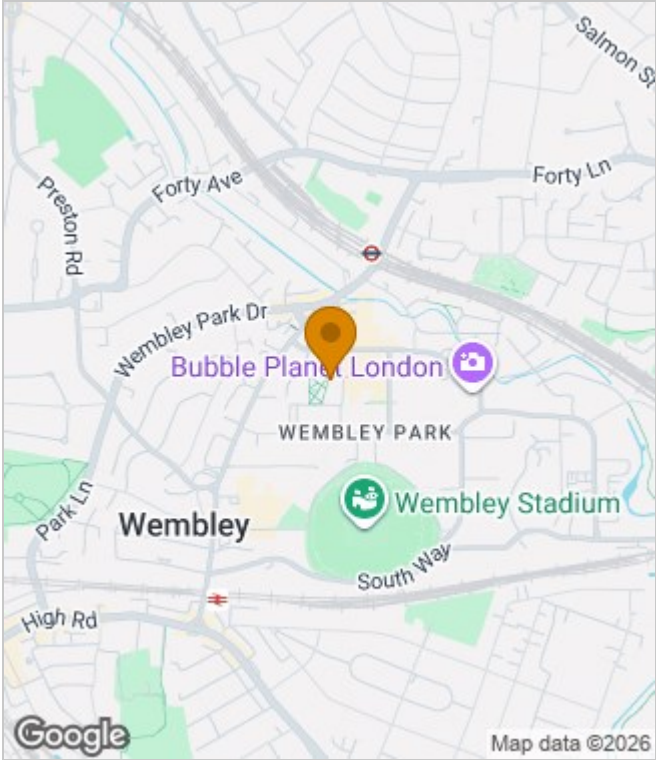 Salmon St
Forty Ln
Forty Ave
Preston Rd
Wembley Park Dr
Bubble Planet London
WEMBLEY PARK
Wembley Stadium
Park Ln
Wembley
South Way
High Rd
Google
Map data ©2026